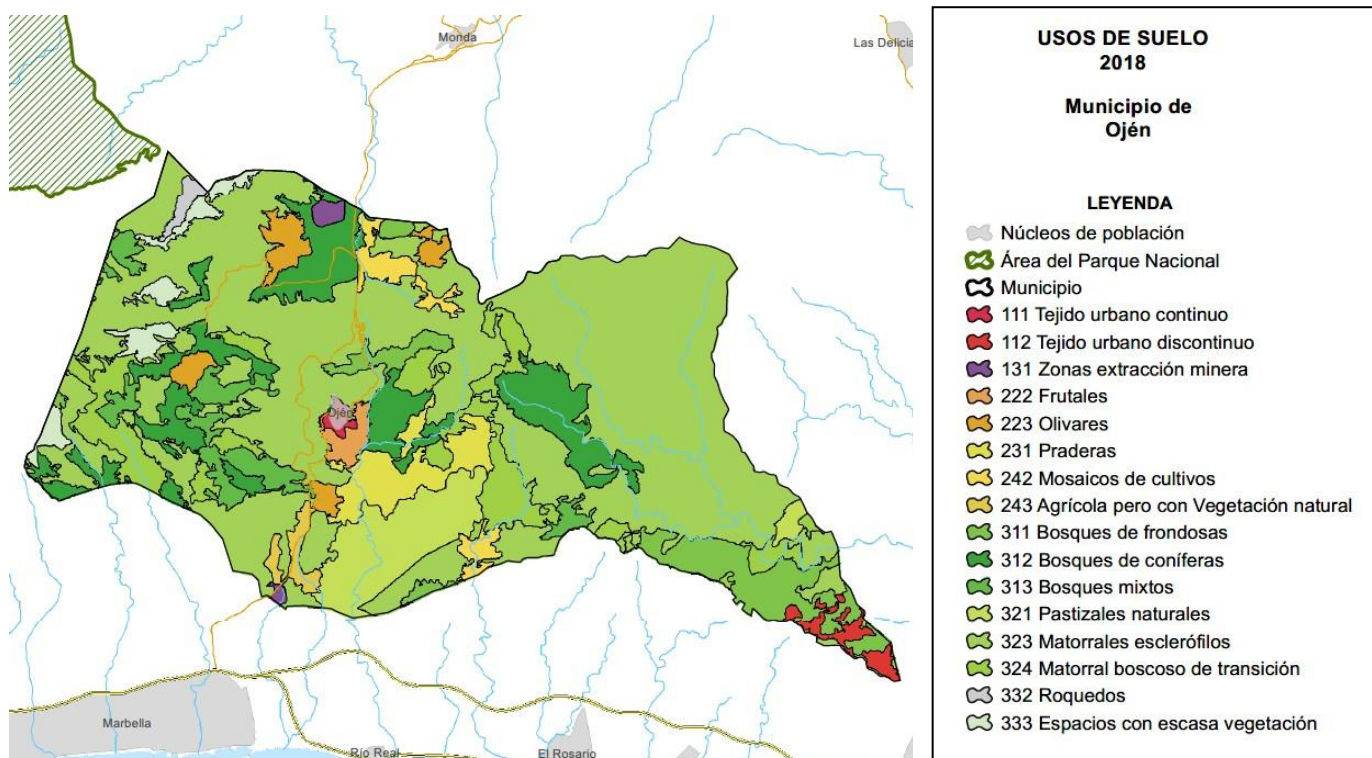 Monda
Las Delicia
Ojén
Marbella
Río Real
El Rosario
USOS DE SUELO
2018
Municipio de
Ojén
LEYENDA
Núcleos de población
Área del Parque Nacional
Municipio
111 Tejido urbano continuo
112 Tejido urbano discontinuo
131 Zonas extracción minera
222 Frutales
223 Olivares
231 Praderas
242 Mosaicos de cultivos
243 Agrícola pero con Vegetación natural
311 Bosques de frondosas
312 Bosques de coníferas
313 Bosques mixtos
321 Pastizales naturales
323 Matorrales esclerófilos
324 Matorral boscoso de transición
332 Roquedos
333 Espacios con escasa vegetación